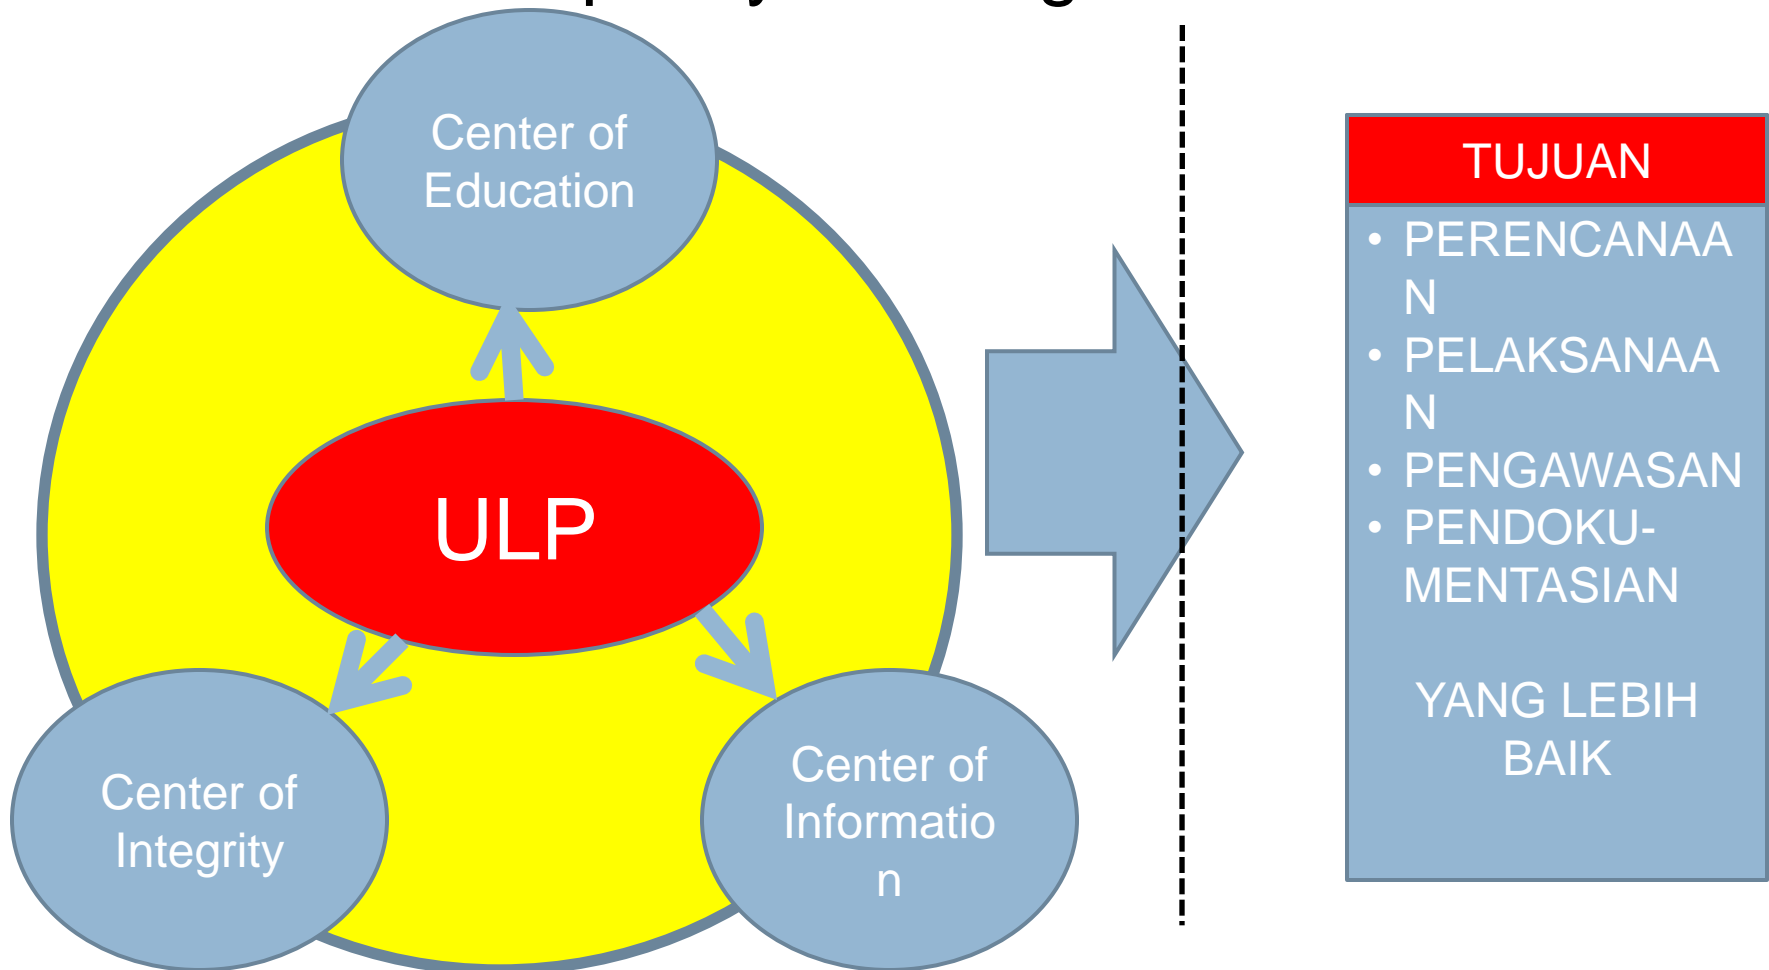 Center of
Education
ULP
Center of
Integrity
Center of
Informatio
n
TUJUAN
• PERENCANAA
N
• PELAKSANAA
N
• PENGAWASAN
• PENDOKU-
MENTASIAN
YANG LEBIH
BAIK